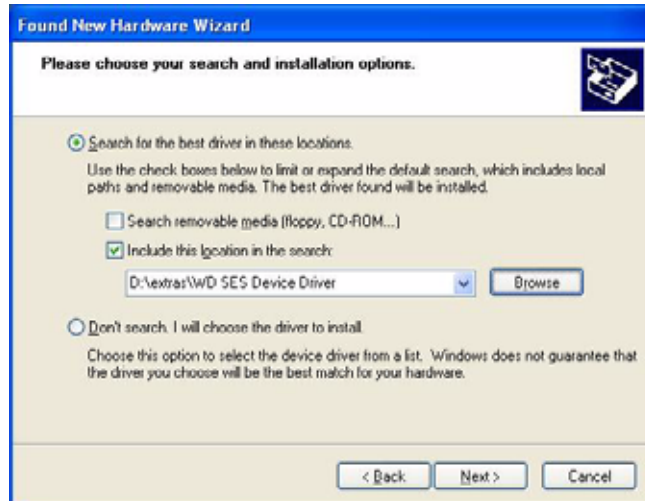 Found New Hardware Wizard
Please choose your search and installation options.
Search for the best driver in these locations.
Use the check boxes below to limit or expand the default search, which includes local
paths and removable media. The best driver found will be installed.
Search removable media (floppy, CD-ROM...)
Include this location in the search:
D:\extras\WD SES Device Driver
Browse
Don't search. I will choose the driver to install.
Choose this option to select the device driver from a list. Windows does not guarantee that
the driver you choose will be the best match for your hardware.
< Back
Next >
Cancel